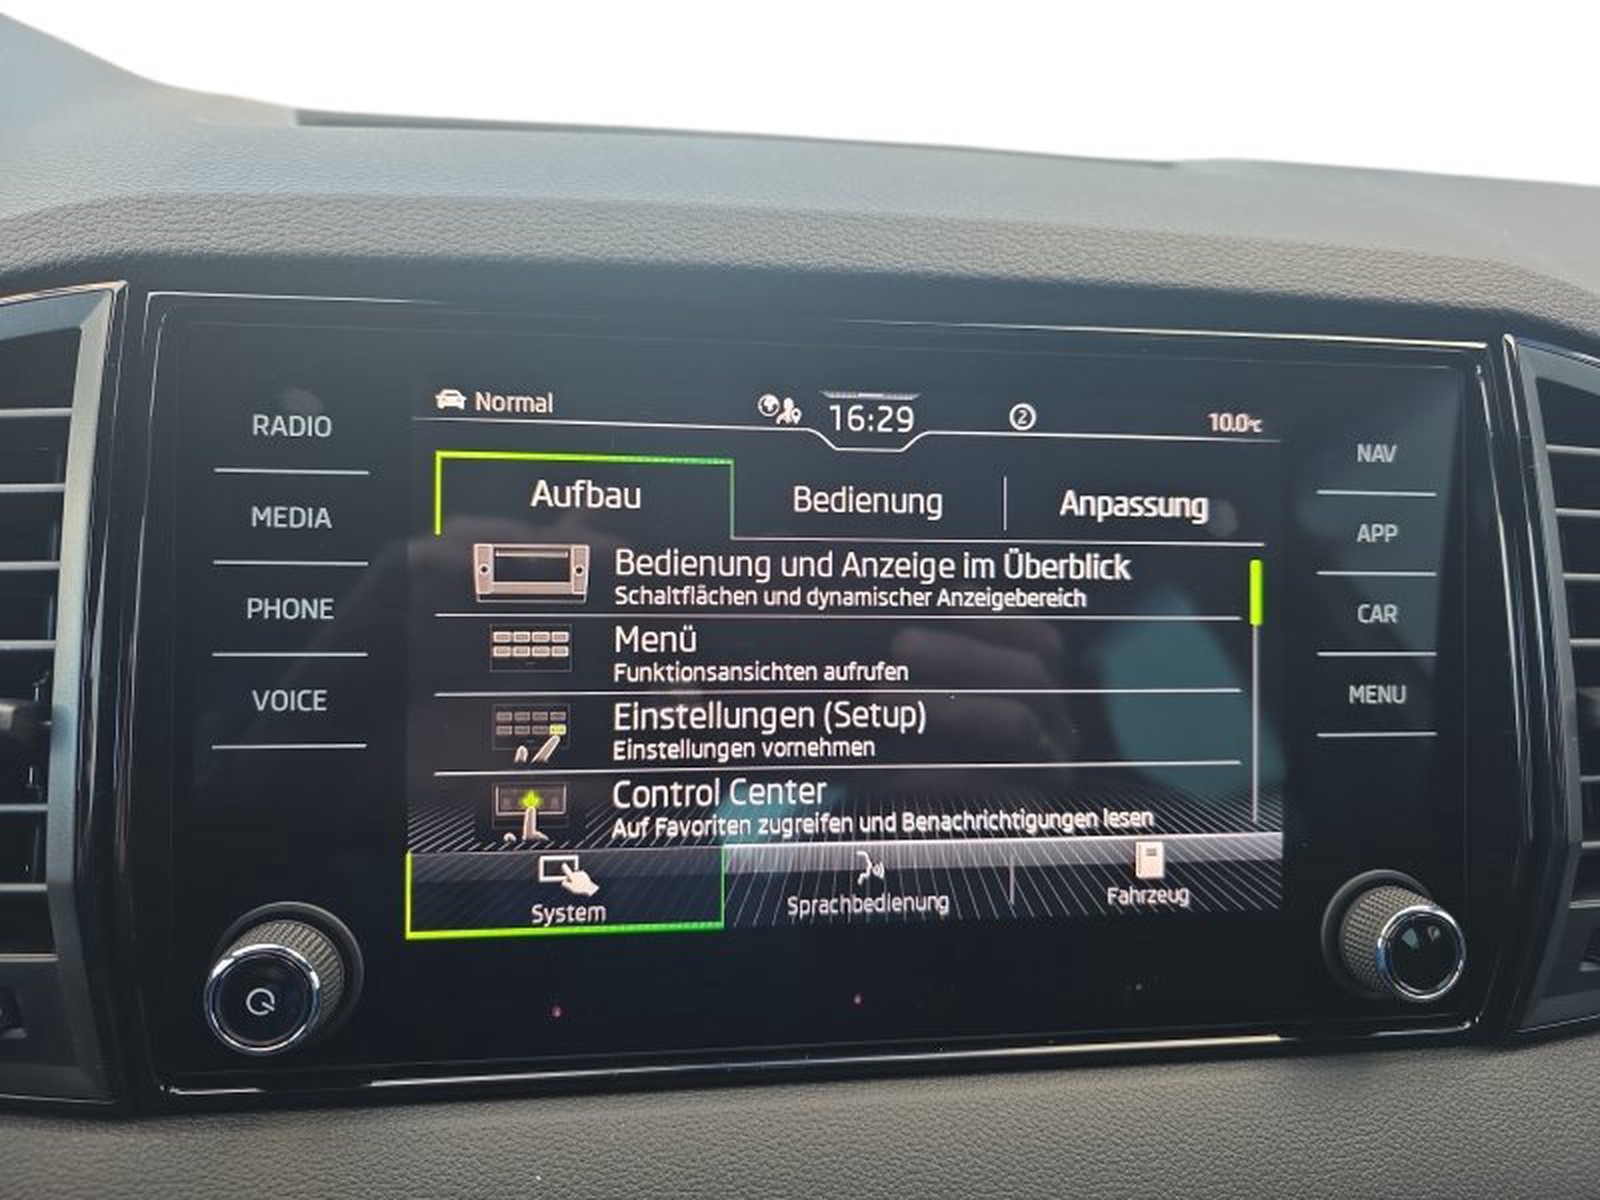 Normal
16:29
2
10.0°C
RADIO
MEDIA
PHONE
VOICE
Aufbau
Bedienung
Anpassung
Bedienung und Anzeige im Überblick
Schaltflächen und dynamischer Anzeigebereich
Menü
Funktionsansichten aufrufen
Einstellungen (Setup)
Einstellungen vornehmen
Control Center
Auf Favoriten zugreifen und Benachrichtigungen lesen
System
Sprachbedienung
Fahrzeug
NAV
APP
CAR
MENU